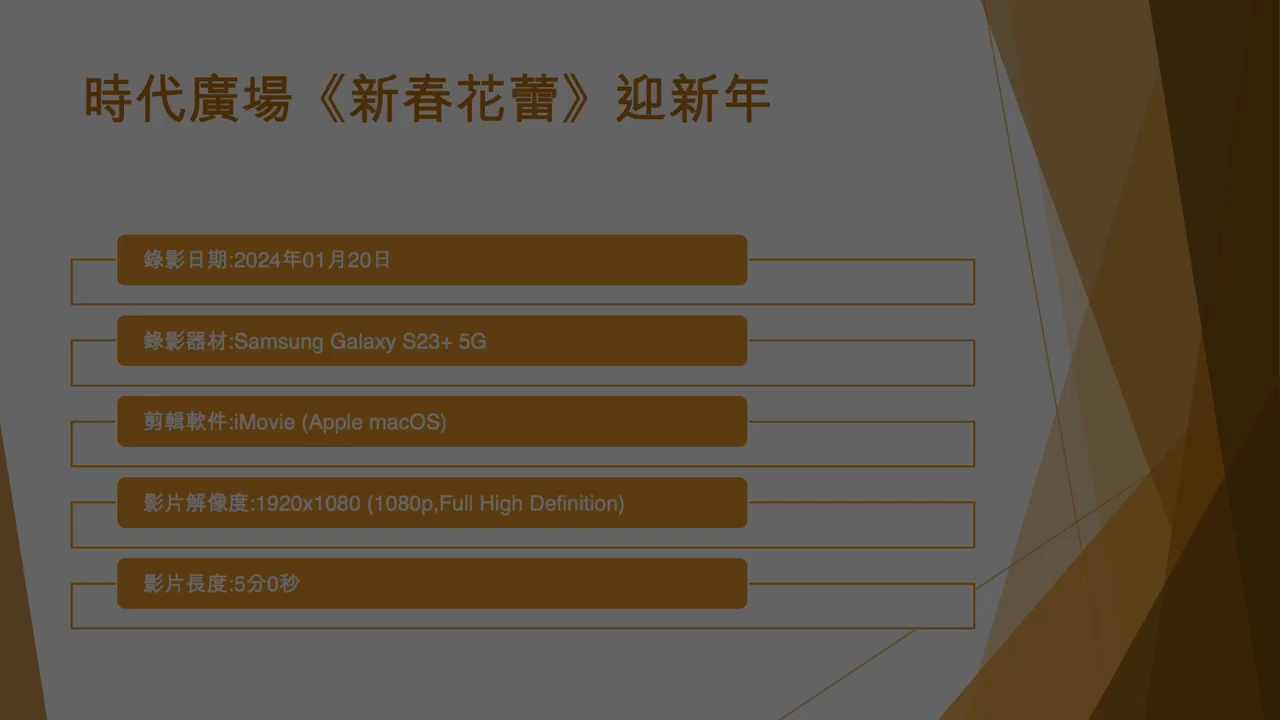 時代廣場《新春花蕾》迎新年
錄影日期:2024年01月20日
錄影器材:Samsung Galaxy S23+ 5G
剪輯軟件:iMovie (Apple macOS)
影片解像度:1920x1080 (1080p,Full High Definition)
影片長度:5分0秒